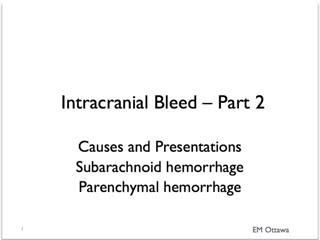 Intracranial Bleed – Part 2
Causes and Presentations
Subarachnoid hemorrhage
Parenchymal hemorrhage
1
EM Ottawa